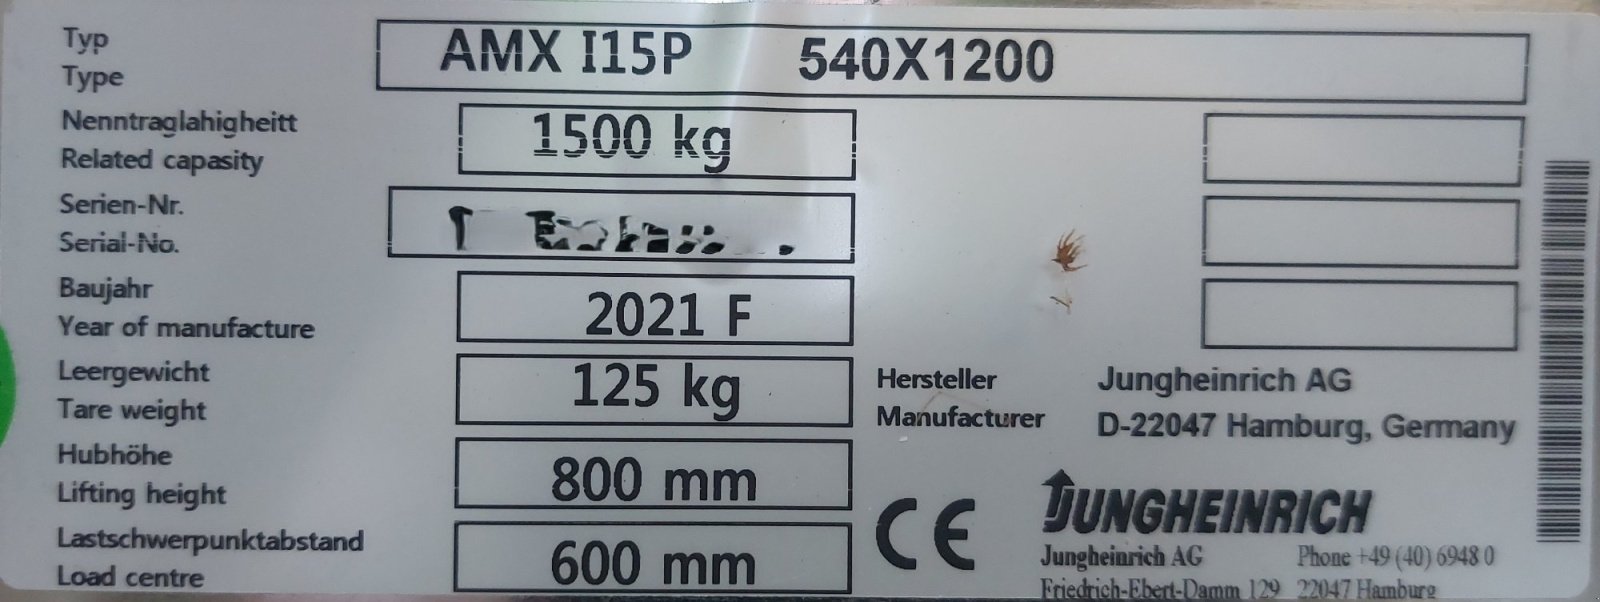 Typ
Type
AMX I15P 540X1200
Nenntraglahigheitt
Related capasity
1500 kg
Serien-Nr.
Serial-No.
Baujahr
Year of manufacture
2021 F
Leergewicht
Tare weight
125 kg
Hersteller
Manufacturer
Jungheinrich AG
D-22047 Hamburg, Germany
Hubhöhe
Lifting height
800 mm
Lastschwerpunktabstand
Load centre
600 mm
CE
JUNGHEINRICH
Jungheinrich AG Phone +49 (40) 6948 0
Friedrich-Ebert-Damm 129 22047 Hamburg